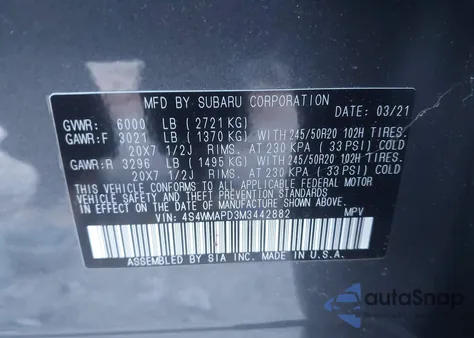 MFD BY SUBARU CORPORATION
DATE: 03/21
GVWR: 6000 LB (2721 KG)
GAWR:F 3021 LB (1370 KG) WITH 245/50R20 102H TIRES.
20X7 1/2J RIMS. AT 230 KPA (33 PSI) COLD
GAWR:R 3296 LB (1495 KG) WITH 245/50R20 102H TIRES.
20X7 1/2J RIMS. AT 230 KPA (33 PSI) COLD
THIS VEHICLE CONFORMS TO ALL APPLICABLE FEDERAL MOTOR
VEHICLE SAFETY AND THEFT PREVENTION STANDARDS IN EFFECT
ON THE DATE OF MANUFACTURE SHOWN ABOVE.
VIN: 4S4WMAPD3M3442882 MPV
ASSEMBLED BY SIA INC. MADE IN U.S.A.
autoSnap